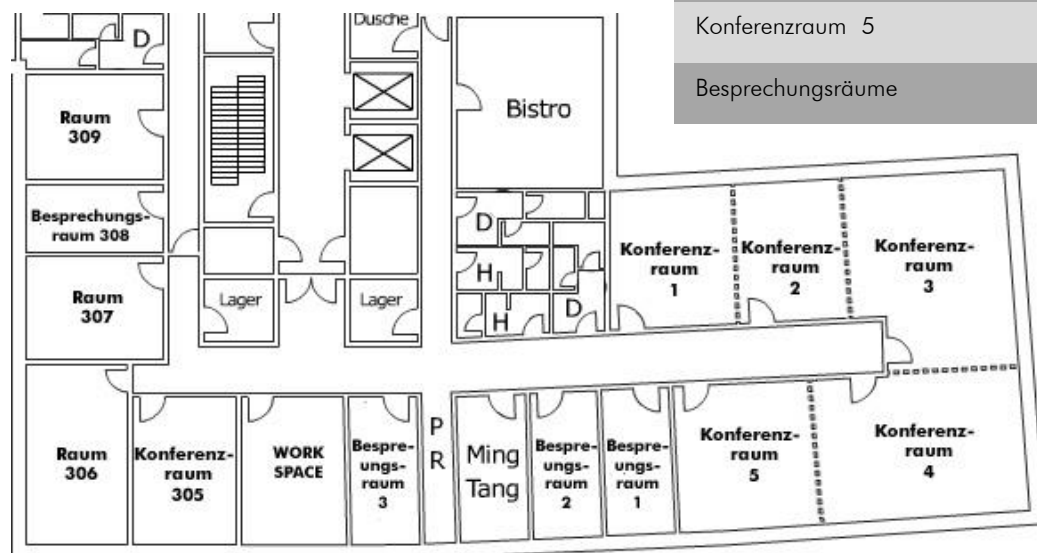 Dusche
D
Konferenzraum 5
Besprechungsräume
Raum
309
Bistro
Besprechungs-
raum 308
D
H
H
D
Konferenz-
raum
1
Konferenz-
raum
2
Konferenz-
raum
3
Raum
307
Lager
Lager
Raum
306
Konferenz-
raum
305
WORK
SPACE
Bespre-
ungs-
raum
3
P
R
Ming
Tang
Bespre-
ungs-
raum
2
Bespre-
ungs-
raum
1
Konferenz-
raum
5
Konferenz-
raum
4